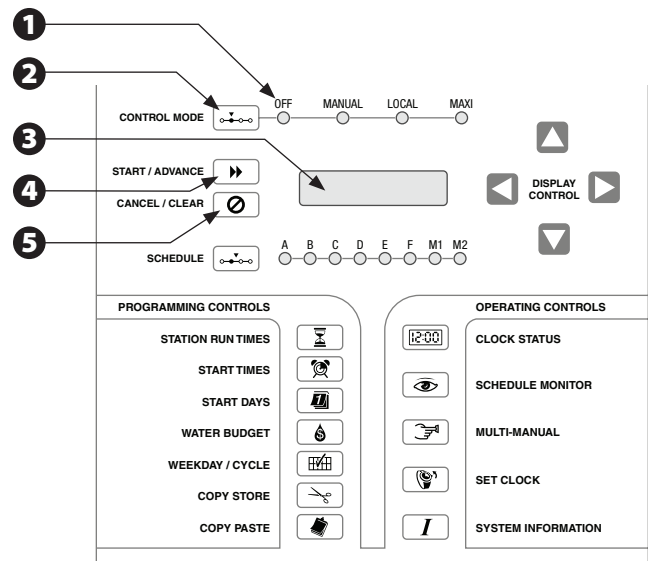 1
2
OFF MANUAL LOCAL MAXI
CONTROL MODE
3
START / ADVANCE
DISPLAY
CONTROL
4
CANCEL / CLEAR
5
A B C D E F M1 M2
SCHEDULE
PROGRAMMING CONTROLS
STATION RUN TIMES
START TIMES
1
START DAYS
$
WATER BUDGET
WEEKDAY / CYCLE
COPY STORE
COPY PASTE
OPERATING CONTROLS
12:00 CLOCK STATUS
SCHEDULE MONITOR
MULTI-MANUAL
SET CLOCK
I SYSTEM INFORMATION